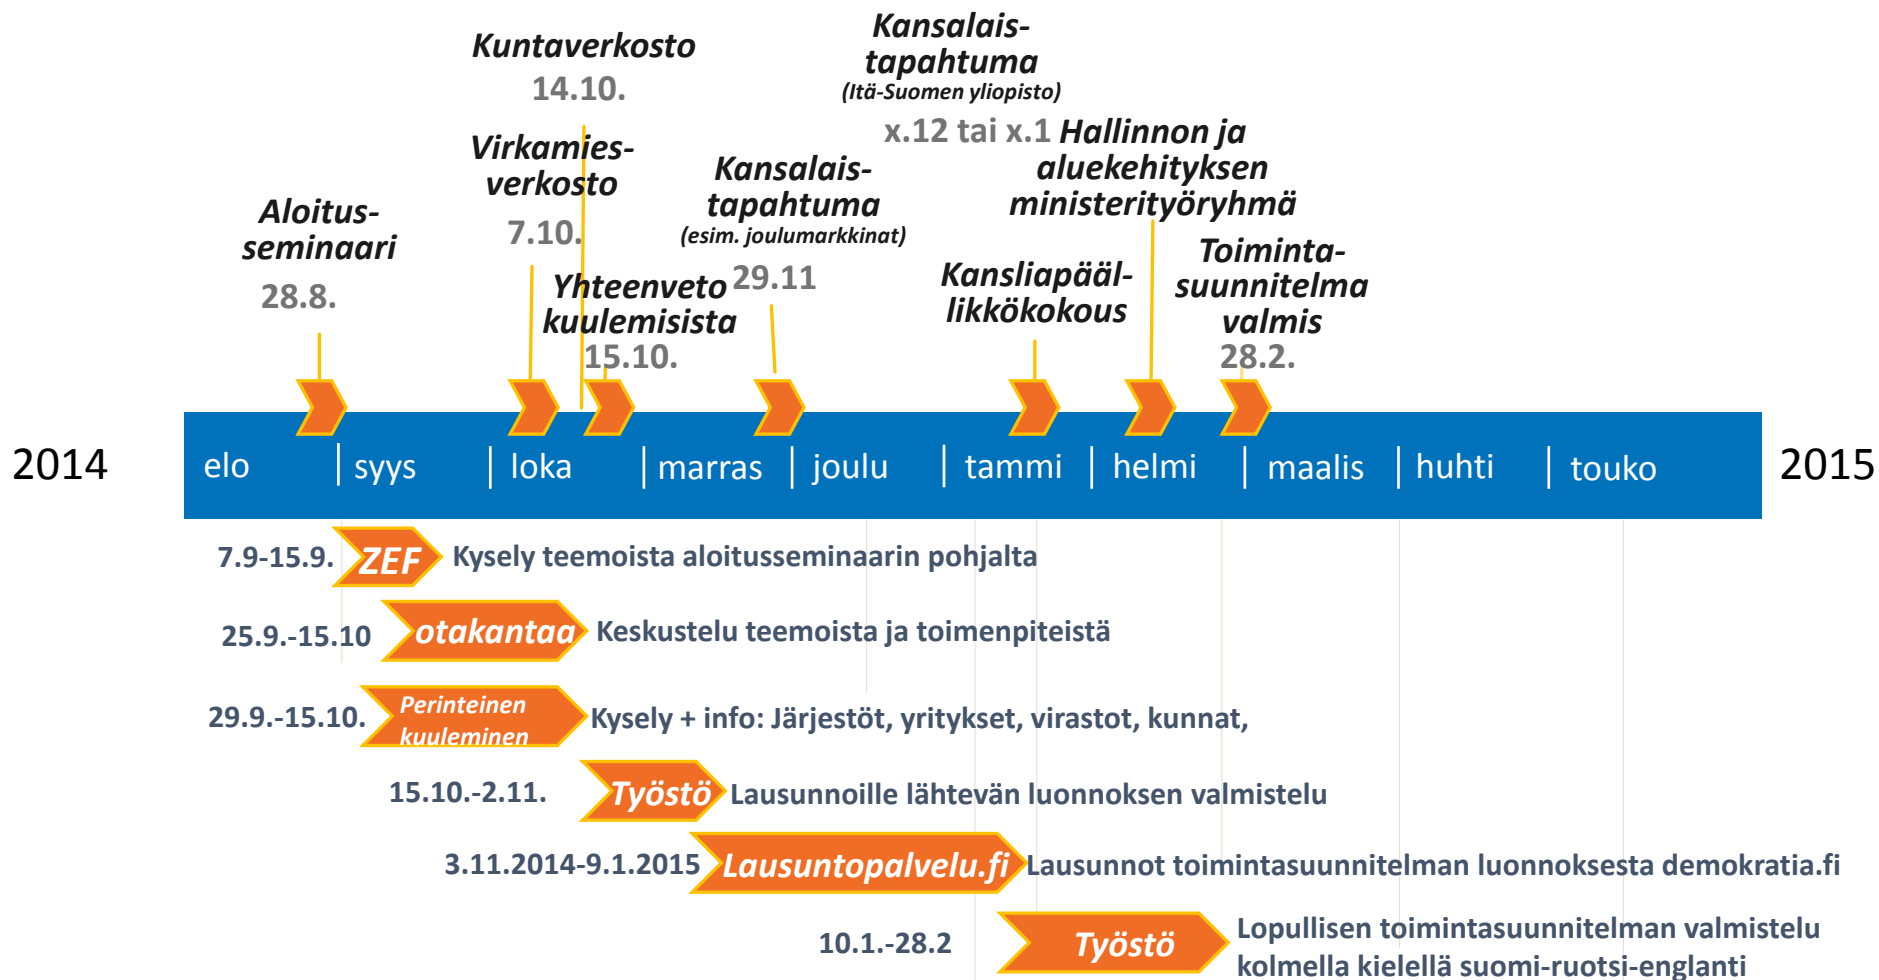 Kuntaverkosto
14.10.
Kansalais-
tapahtuma
(Itä-Suomen yliopisto)
x.12 tai x.1
Virkamies-
verkosto
7.10.
Kansalais-
tapahtuma
(esim. joulumarkkinat)
29.11
Hallinnon ja
aluekehityksen
ministerityöryhmä
Aloitus-
seminaari
28.8.
Yhteenveto
kuulemisista
15.10.
Kansliapääl-
likkökokous
Toiminta-
suunnitelma
valmis
28.2.
2014
elo
syys
loka
marras
joulu
tammi
helmi
maalis
huhti
touko
2015
7.9-15.9.
ZEF
Kysely teemoista aloitusseminaarin pohjalta
25.9.-15.10
otakantaa
Keskustelu teemoista ja toimenpiteistä
29.9.-15.10.
Perinteinen
kuuleminen
Kysely + info: Järjestöt, yritykset, virastot, kunnat,
15.10.-2.11.
Työstö
Lausunnoille lähtevän luonnoksen valmistelu
3.11.2014-9.1.2015
Lausuntopalvelu.fi
Lausunnot toimintasuunnitelman luonnoksesta demokratia.fi
10.1.-28.2
Työstö
Lopullisen toimintasuunnitelman valmistelu
kolmella kielellä suomi-ruotsi-englanti